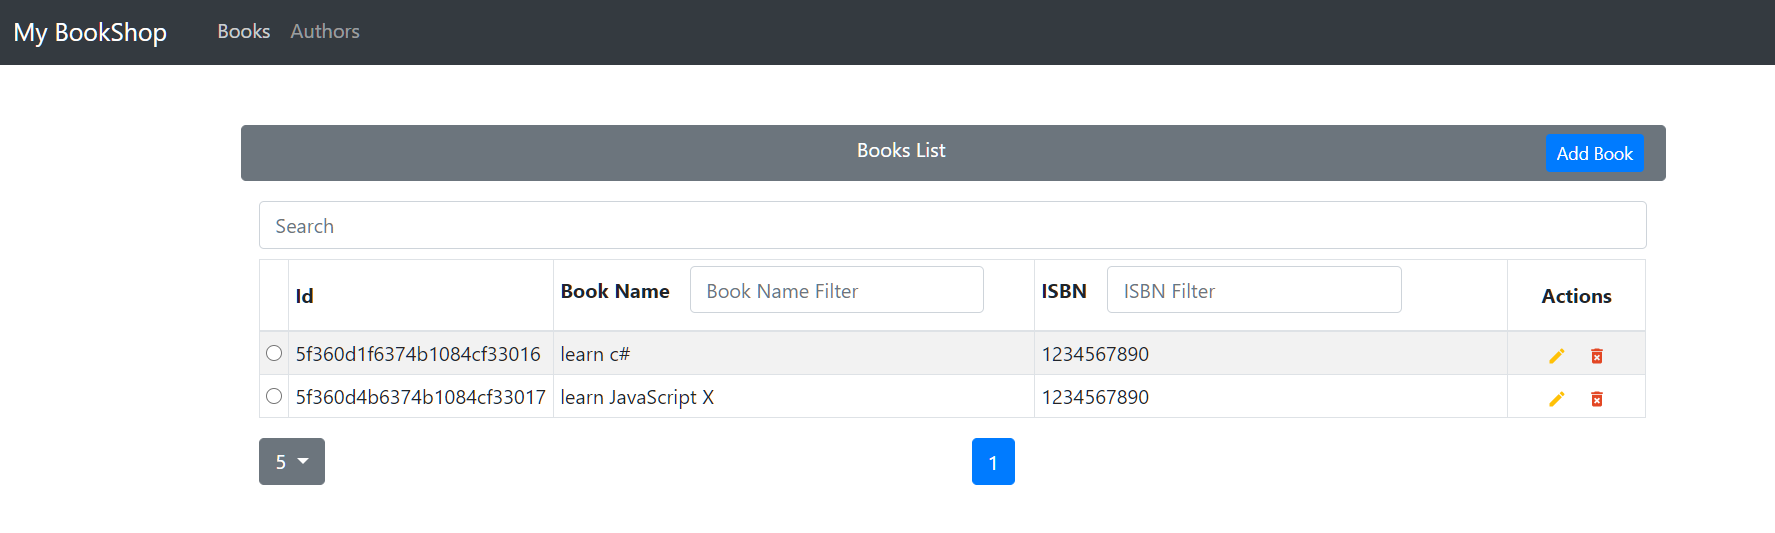 My BookShop Books Authors
Books List Add Book
Search
Id Book Name Book Name Filter ISBN ISBN Filter Actions
5f360d1f6374b1084cf33016 learn c# 1234567890
5f360d4b6374b1084cf33017 learn JavaScript X 1234567890
5 1